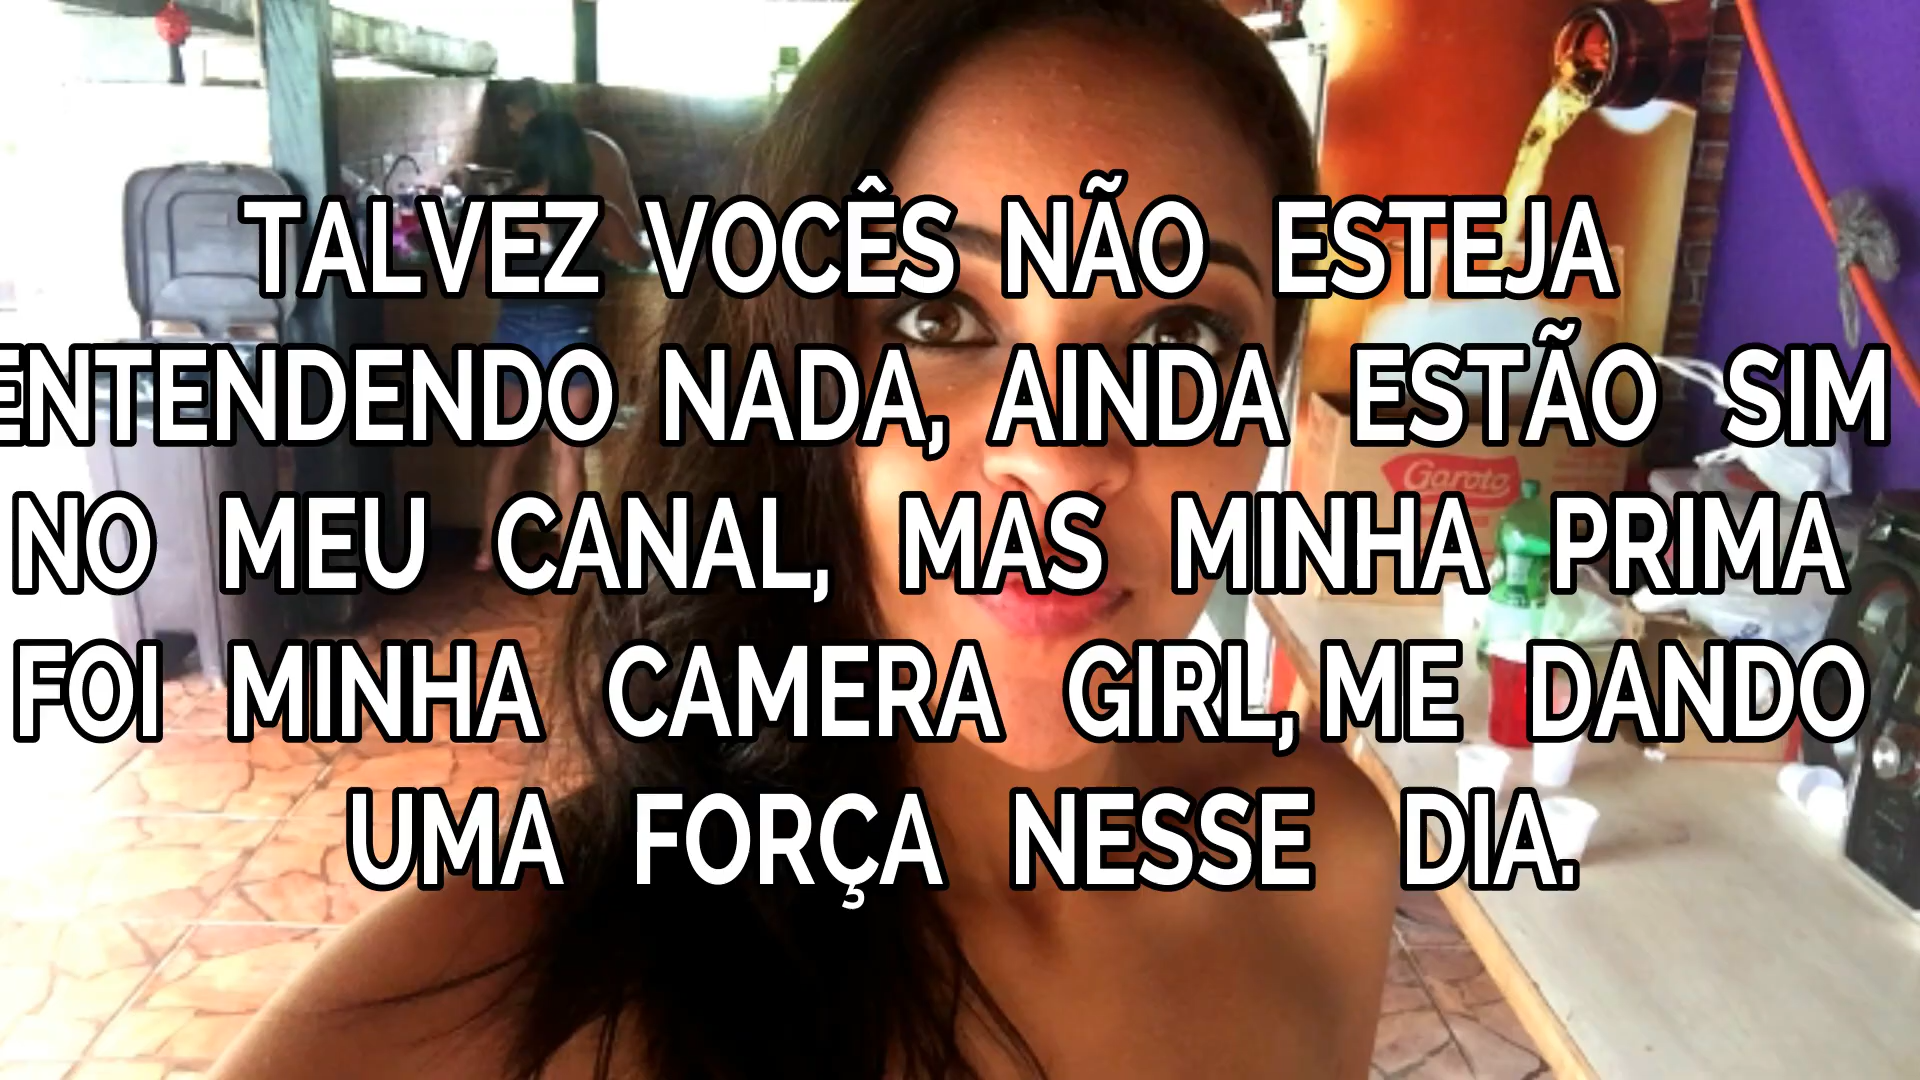 TALVEZ VOCÊS NÃO ESTEJA
ENTENDENDO NADA, AINDA ESTÃO SIM
NO MEU CANAL, MAS MINHA PRIMA
FOI MINHA CAMERA GIRL, ME DANDO
UMA FORÇA NESSE DIA.
Garoto